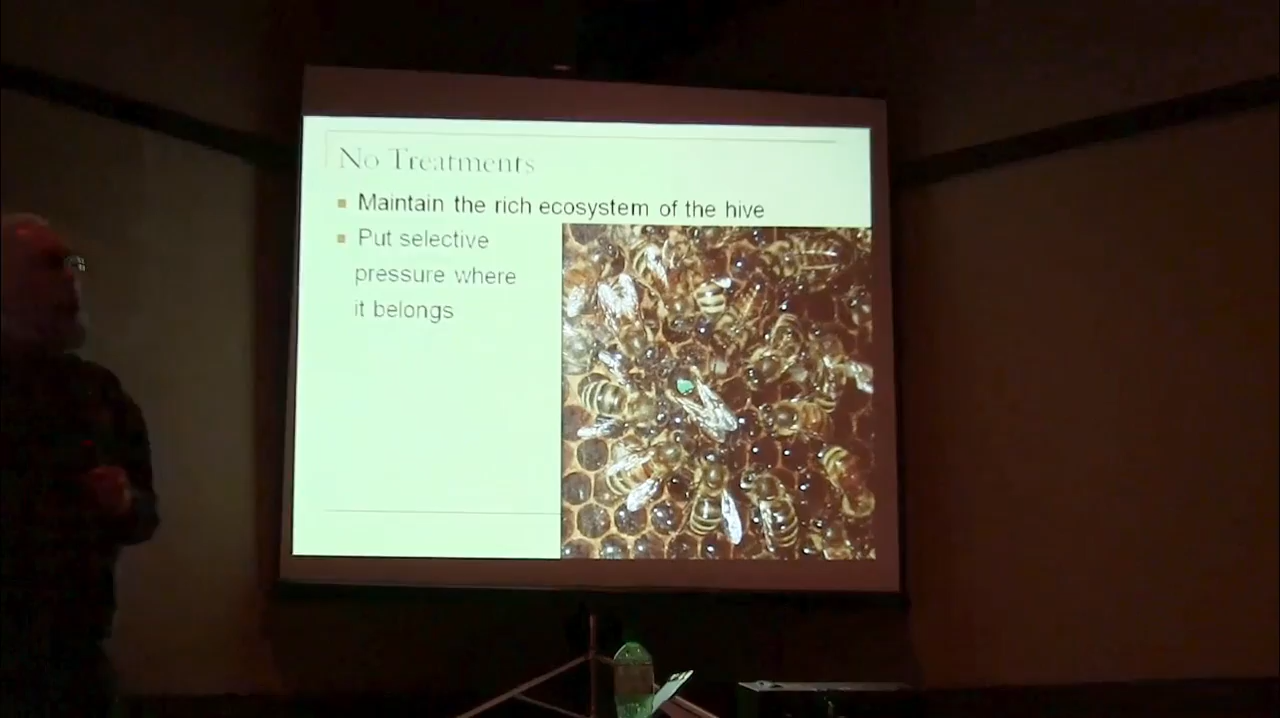 No Treatments
Maintain the rich ecosystem of the hive
Put selective
pressure where
it belongs